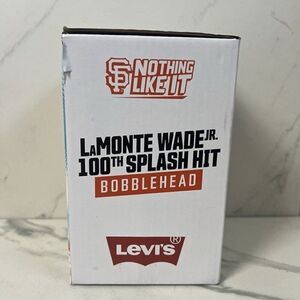 SF NOTHING
LIKE IT
LaMONTE WADE JR.
100TH SPLASH HIT
BOBBLEHEAD
LEVI'S ®